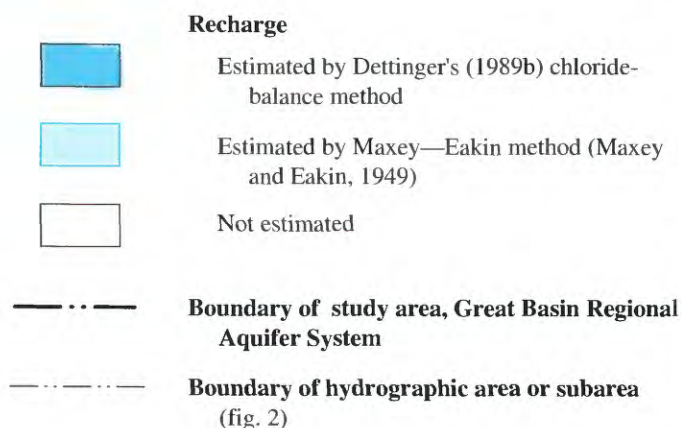 Recharge
Estimated by Dettinger's (1989b) chloride-
balance method
Estimated by Maxey—Eakin method (Maxey
and Eakin, 1949)
Not estimated
Boundary of study area, Great Basin Regional
Aquifer System
Boundary of hydrographic area or subarea
(fig. 2)